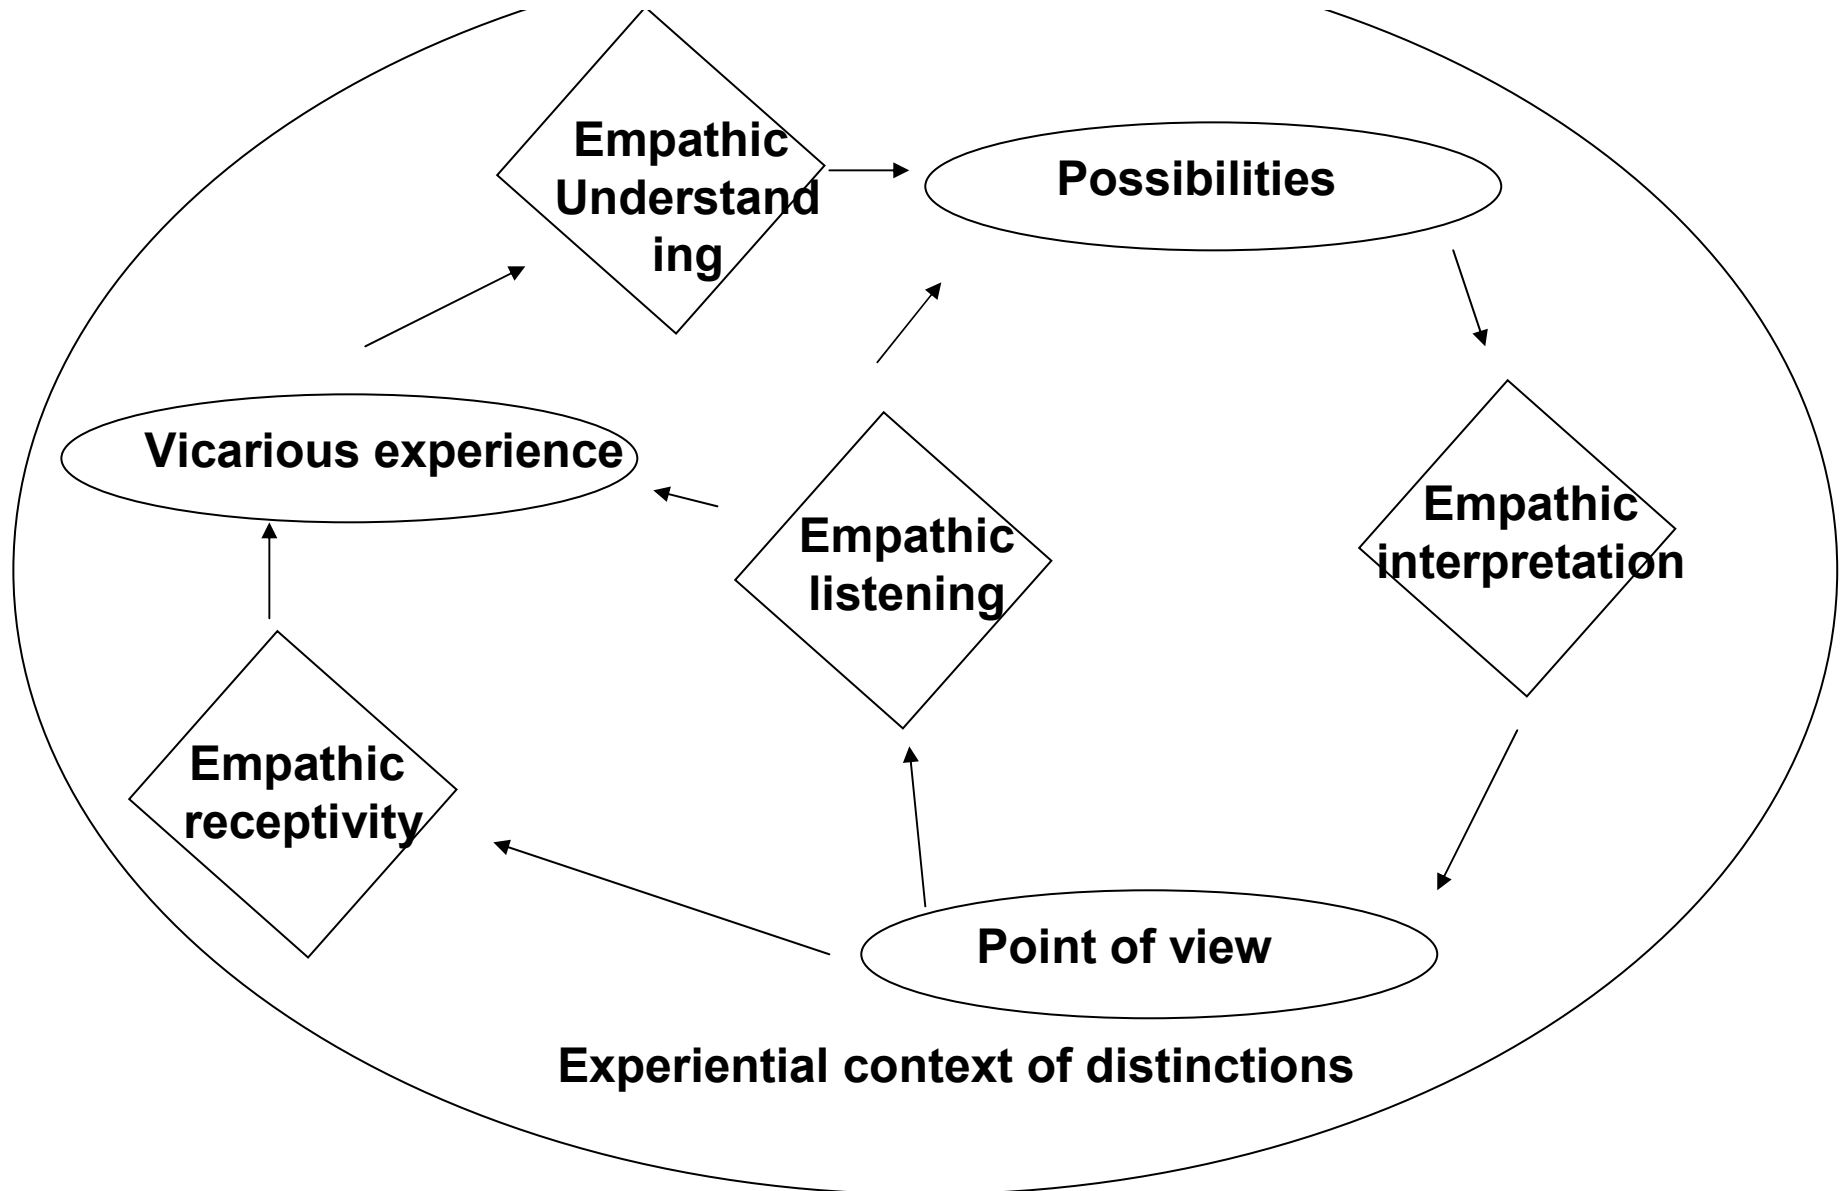 Empathic
Understand
ing
Possibilities
Vicarious experience
Empathic
listening
Empathic
interpretation
Empathic
receptivity
Point of view
Experiential context of distinctions